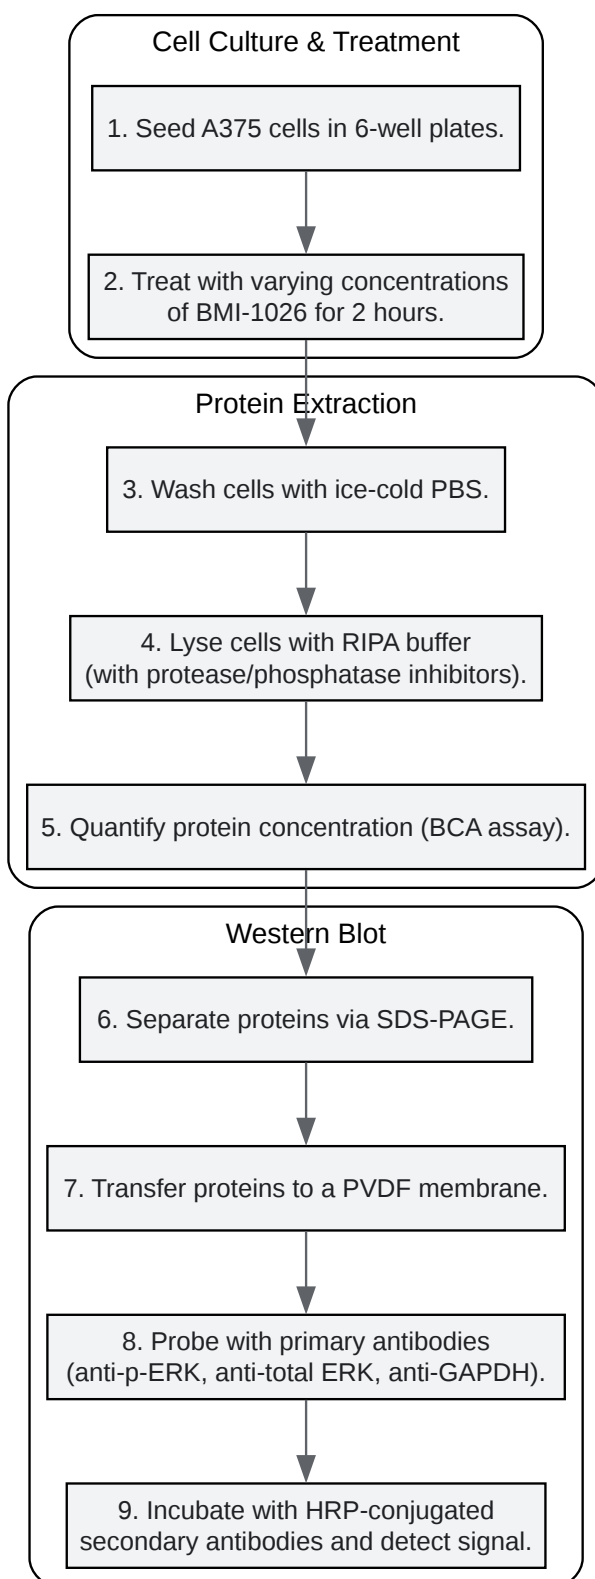 Cell Culture & Treatment
1. Seed A375 cells in 6-well plates.
2. Treat with varying concentrations
of BMI-1026 for 2 hours.
Protein Extraction
3. Wash cells with ice-cold PBS.
4. Lyse cells with RIPA buffer
(with protease/phosphatase inhibitors).
5. Quantify protein concentration (BCA assay).
Western Blot
6. Separate proteins via SDS-PAGE.
7. Transfer proteins to a PVDF membrane.
8. Probe with primary antibodies
(anti-p-ERK, anti-total ERK, anti-GAPDH).
9. Incubate with HRP-conjugated
secondary antibodies and detect signal.